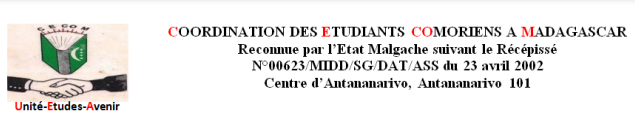 CECOM
COORDINATION DES ETUDIANTS COMORIENS A MADAGASCAR
Reconnue par l'Etat Malgache suivant le Récépissé
N°00623/MIDD/SG/DAT/ASS du 23 avril 2002
Centre d'Antananarivo, Antananarivo 101
Unité-Etudes-Avenir